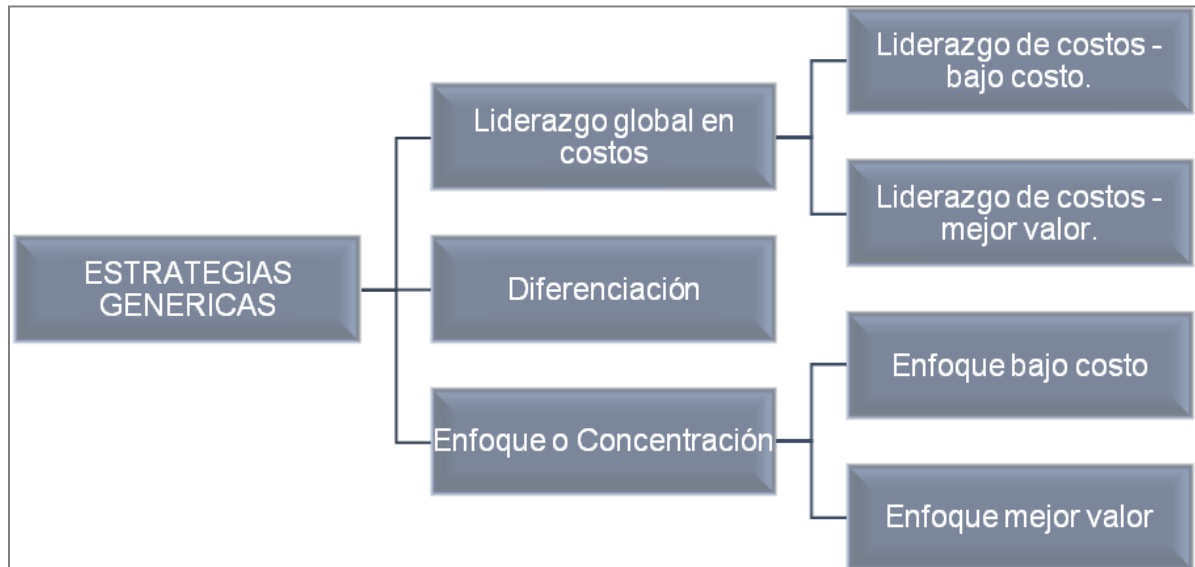 ESTRATEGIAS
GENERICAS
Liderazgo global en
costos
Liderazgo de costos -
bajo costo.
Liderazgo de costos -
mejor valor.
Diferenciación
Enfoque o Concentración
Enfoque bajo costo
Enfoque mejor valor